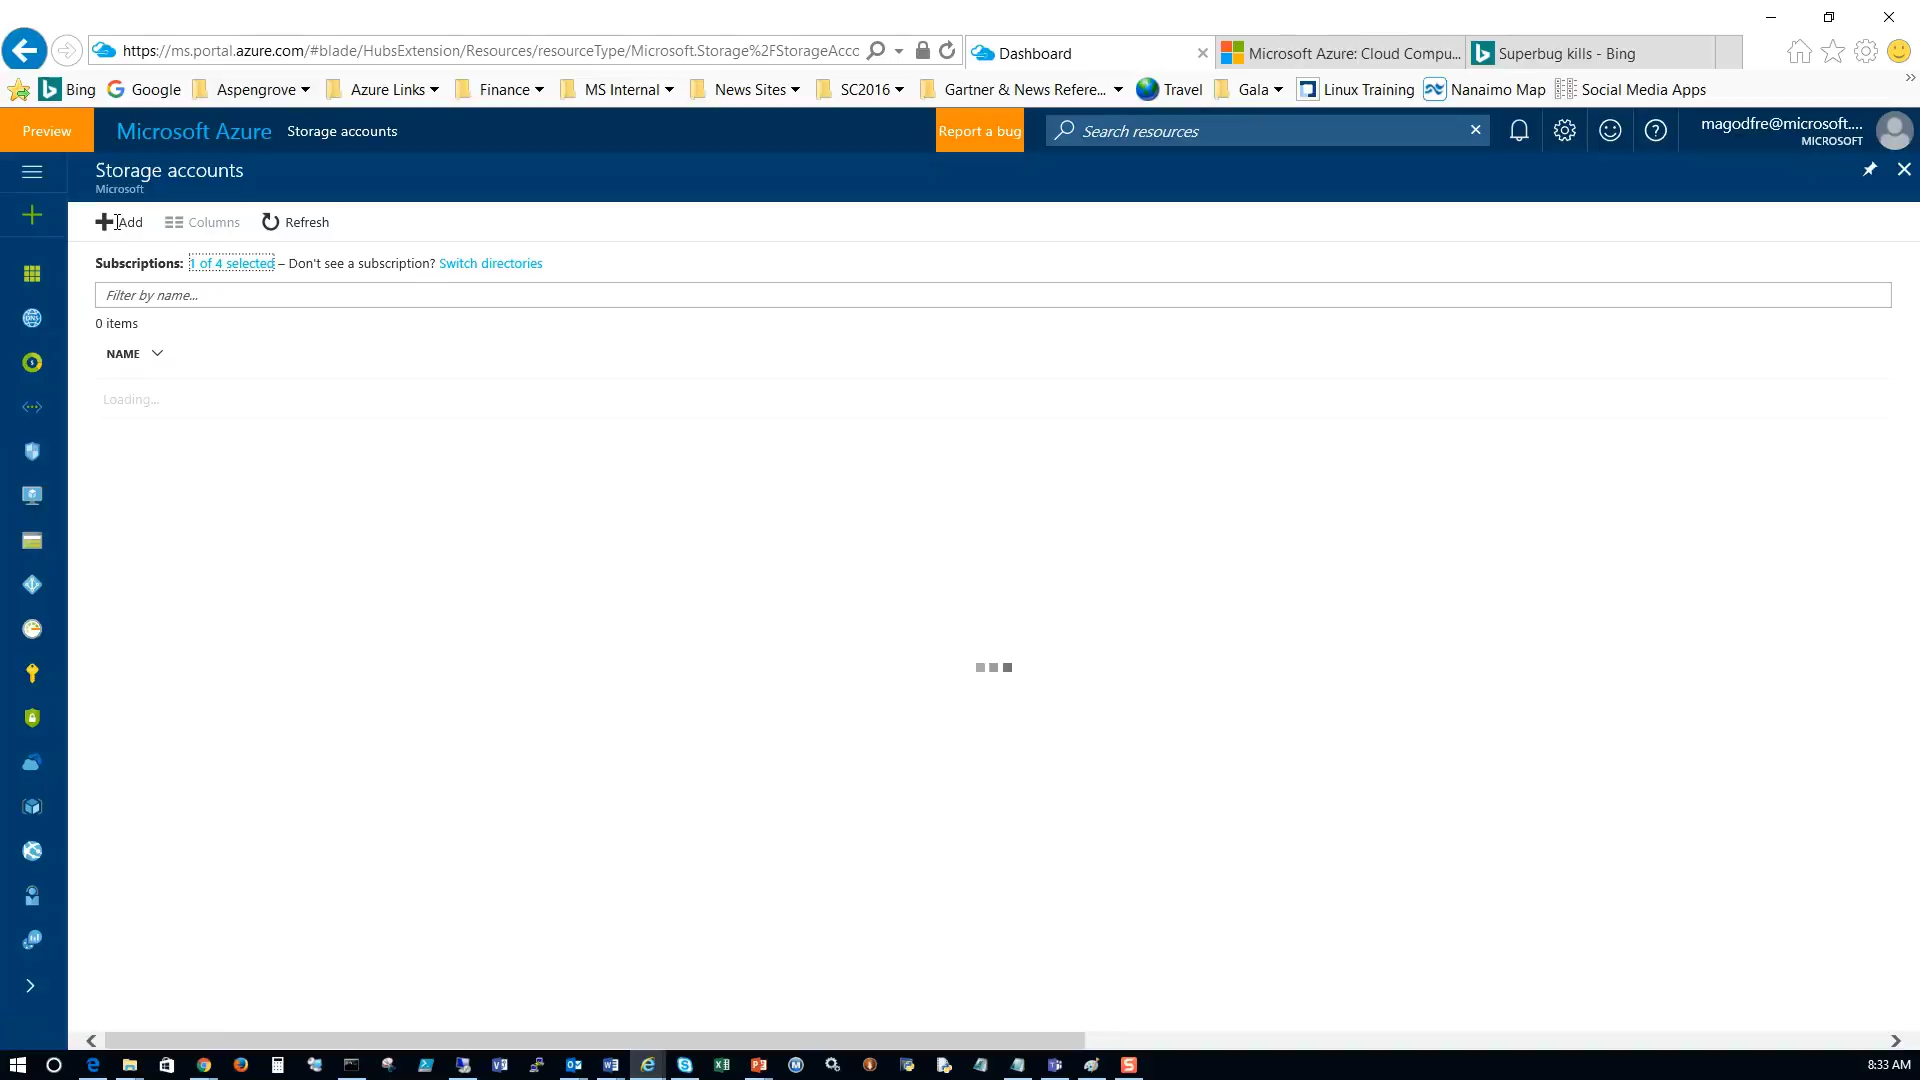 https://ms.portal.azure.com/#blade/HubsExtension/Resources/resourceType/Microsoft.Storage%2FStorageAcco
Dashboard
Microsoft Azure: Cloud Compu...
Superbug kills - Bing
Bing
Google
Aspengrove
Azure Links
Finance
MS Internal
News Sites
SC2016
Gartner & News Refere...
Travel
Gala
Linux Training
Nanaimo Map
Social Media Apps
Preview
Microsoft Azure
Storage accounts
Report a bug
Search resources
magodfre@microsoft....
MICROSOFT
Storage accounts
Microsoft
Add
Columns
Refresh
Subscriptions: 1 of 4 selected – Don't see a subscription? Switch directories
Filter by name...
0 items
NAME
Loading...
8:33 AM